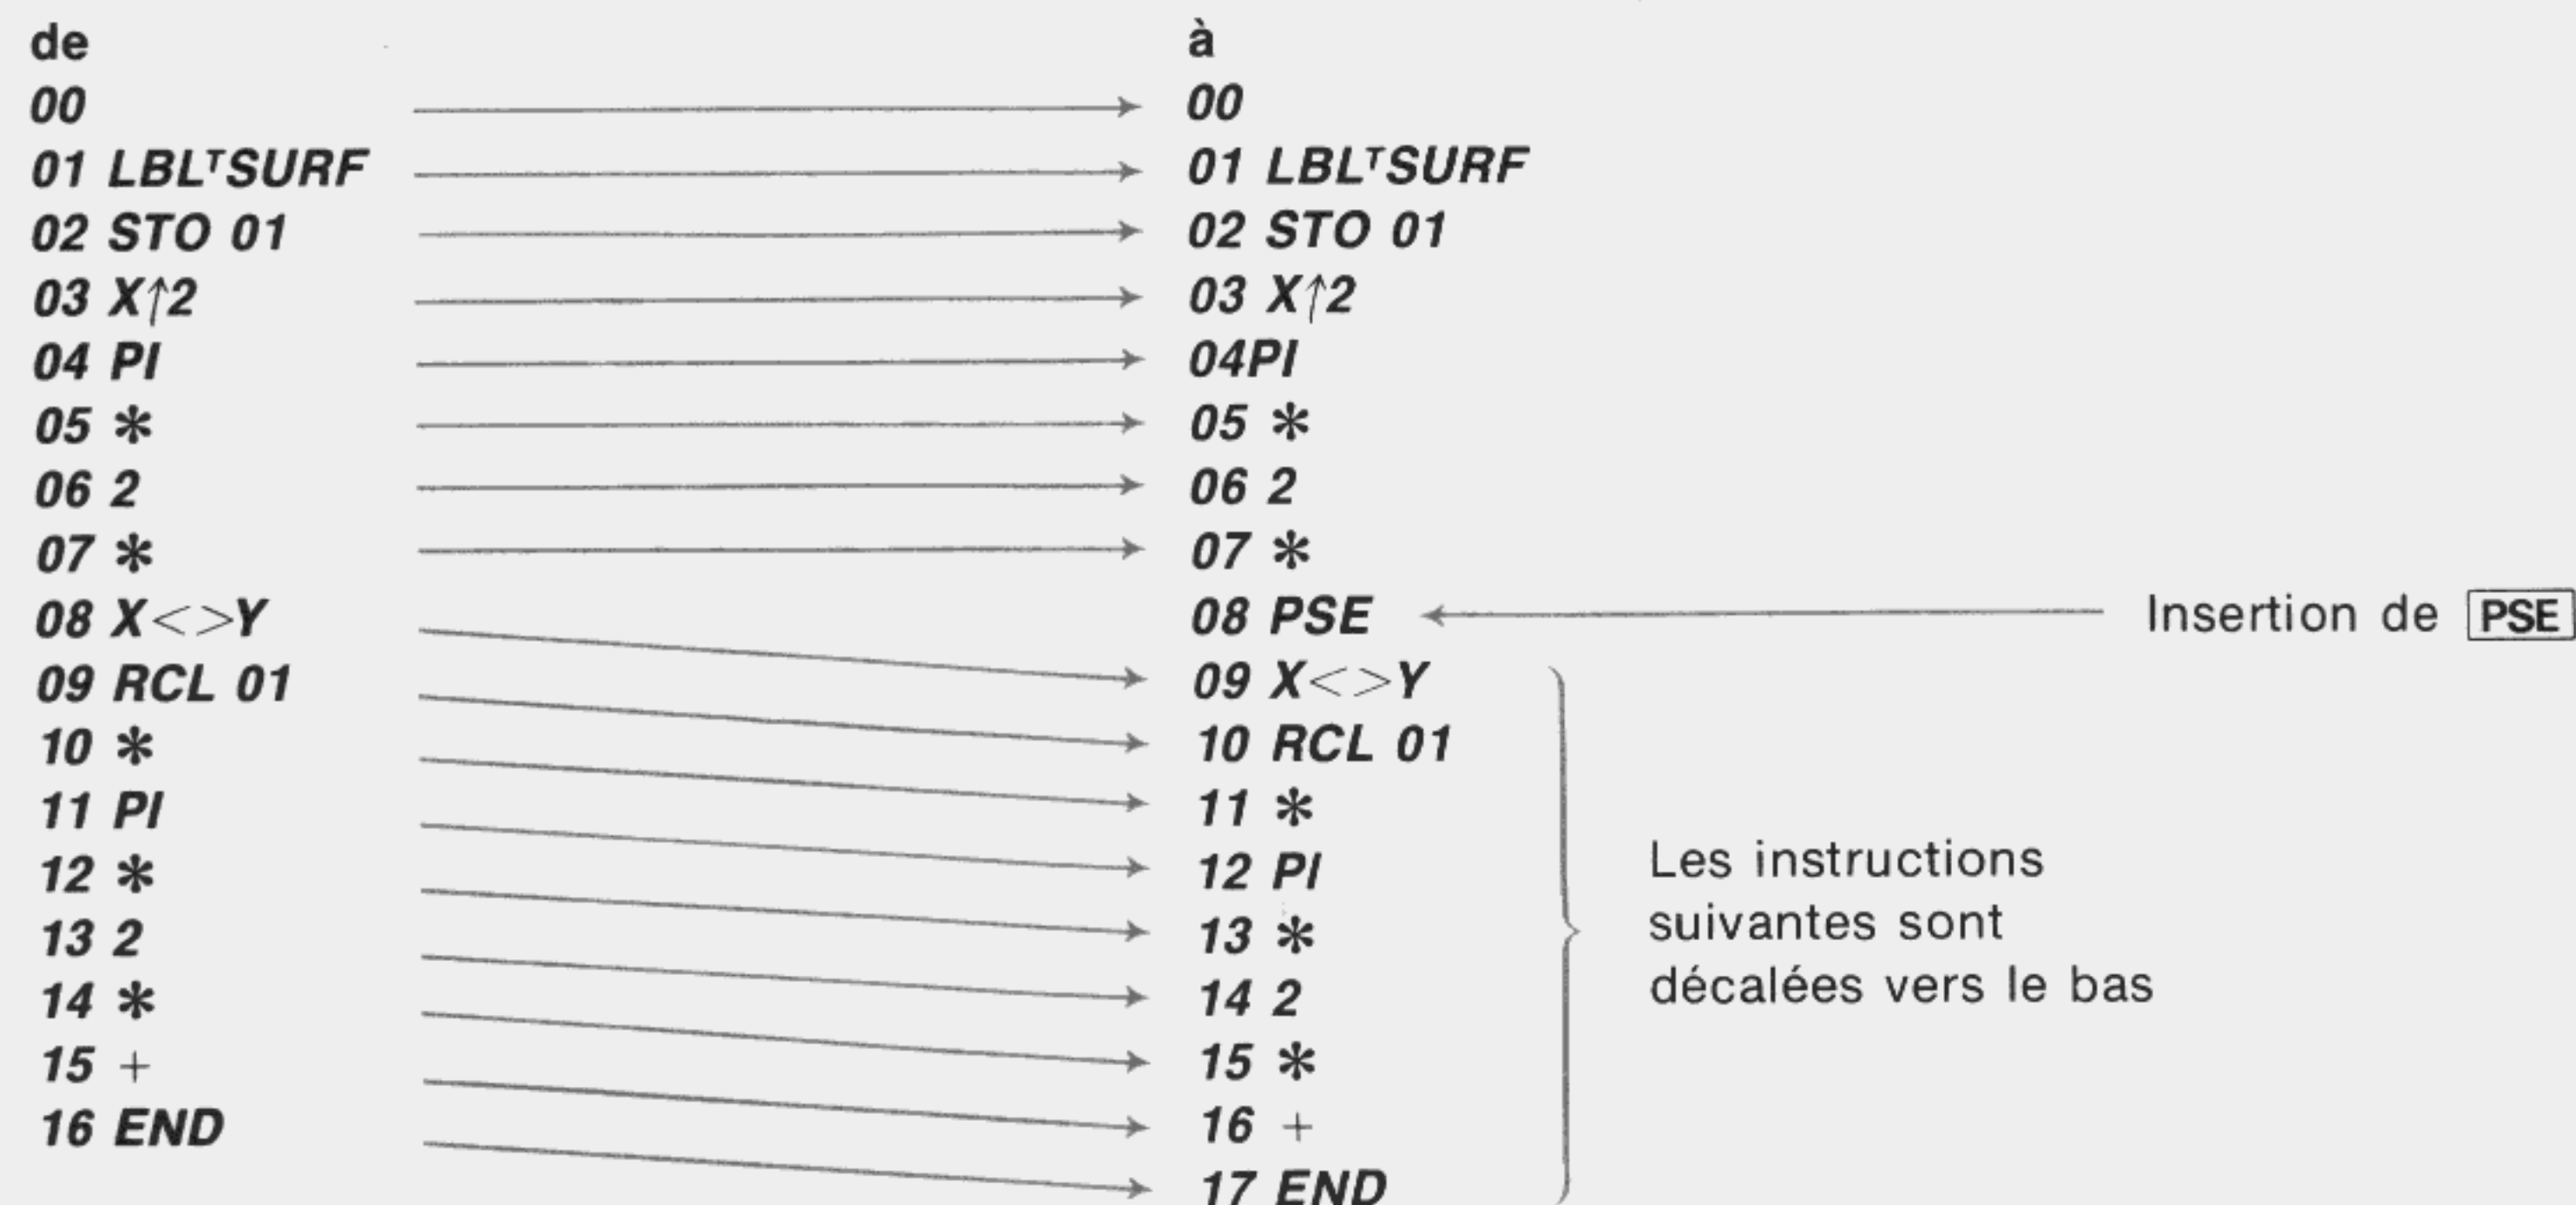 de
00
01 LBLᵀSURF
02 STO 01
03 X↑2
04 PI
05 *
06 2
07 *
08 X<>Y
09 RCL 01
10 *
11 PI
12 *
13 2
14 *
15 +
16 END
à
00
01 LBLᵀSURF
02 STO 01
03 X↑2
04PI
05 *
06 2
07 *
08 PSE
09 X<>Y
10 RCL 01
11 *
12 PI
13 *
14 2
15 *
16 +
17 END
Insertion de PSE
Les instructions
suivantes sont
décalées vers le bas